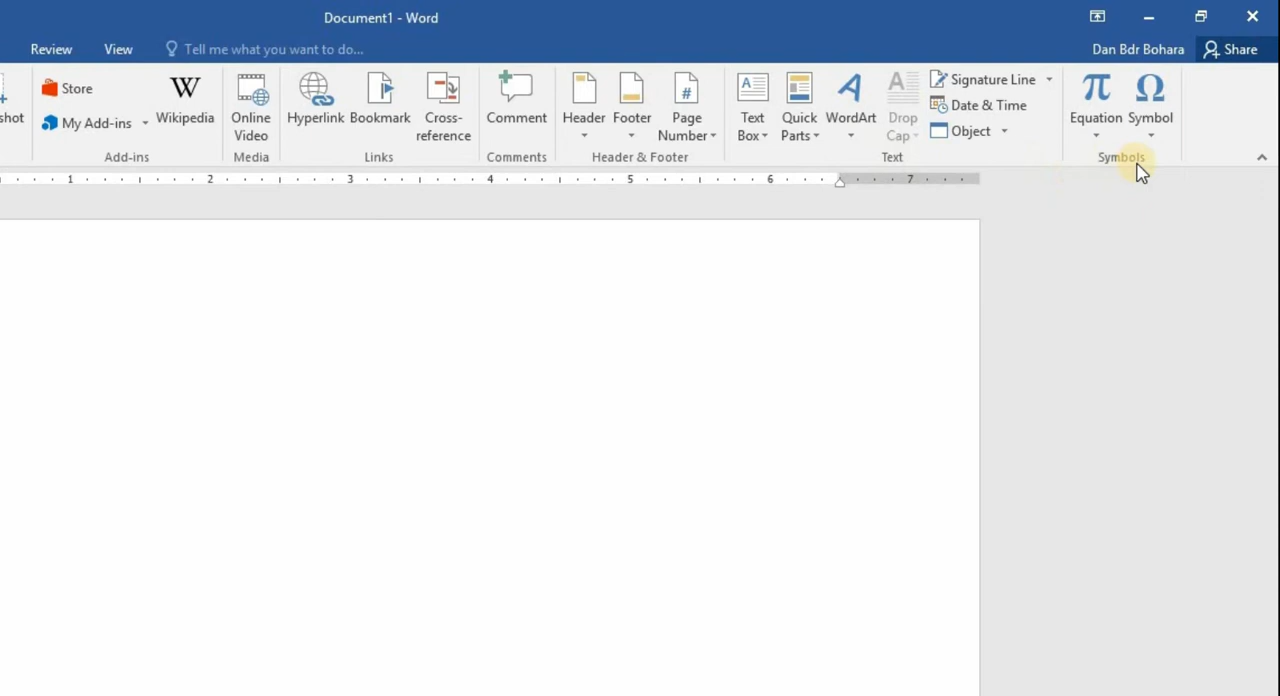 Document1 - Word
Review View Tell me what you want to do... Dan Bdr Bohara Share
shot Store My Add-ins Wikipedia Online Video Hyperlink Bookmark Cross-reference Comment Header Footer Page Number Text Box Quick Parts WordArt Drop Cap Signature Line Date & Time Object Equation Symbol
Add-ins Media Links Comments Header & Footer Text Symbols
1 2 3 4 5 6 7